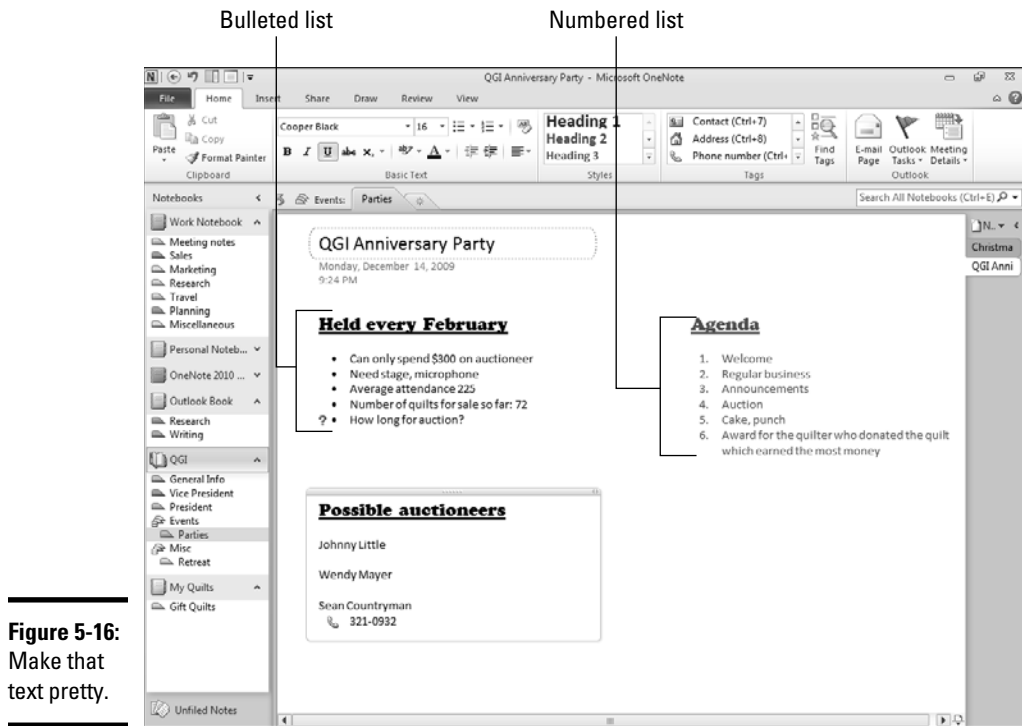 Bulleted list
Numbered list
QGI Anniversary Party - Microsoft OneNote
File Home Insert Share Draw Review View
Paste
Cut
Copy
Format Painter
Clipboard
Cooper Black 16
B I U abc
Basic Text
Heading 1
Heading 2
Heading 3
Styles
Contact (Ctrl+7)
Address (Ctrl+8)
Phone number (Ctrl+
Tags
Find
Tags
E-mail
Page
Outlook
Tasks
Meeting
Details
Outlook
Notebooks
Events:
Parties
Search All Notebooks (Ctrl+E)
Work Notebook
Meeting notes
Sales
Marketing
Research
Travel
Planning
Miscellaneous
Personal Noteb...
OneNote 2010 ...
Outlook Book
Research
Writing
QGI
General Info
Vice President
President
Events
Parties
Misc
Retreat
My Quilts
Gift Quilts
Unfiled Notes
QGI Anniversary Party
Monday, December 14, 2009
9:24 PM
Held every February
• Can only spend $300 on auctioneer
• Need stage, microphone
• Average attendance 225
• Number of quilts for sale so far: 72
? • How long for auction?
Agenda
1. Welcome
2. Regular business
3. Announcements
4. Auction
5. Cake, punch
6. Award for the quilter who donated the quilt
which earned the most money
Possible auctioneers
Johnny Little
Wendy Mayer
Sean Countryman
321-0932
N...
Christma
QGI Anni
Figure 5-16:
Make that
text pretty.